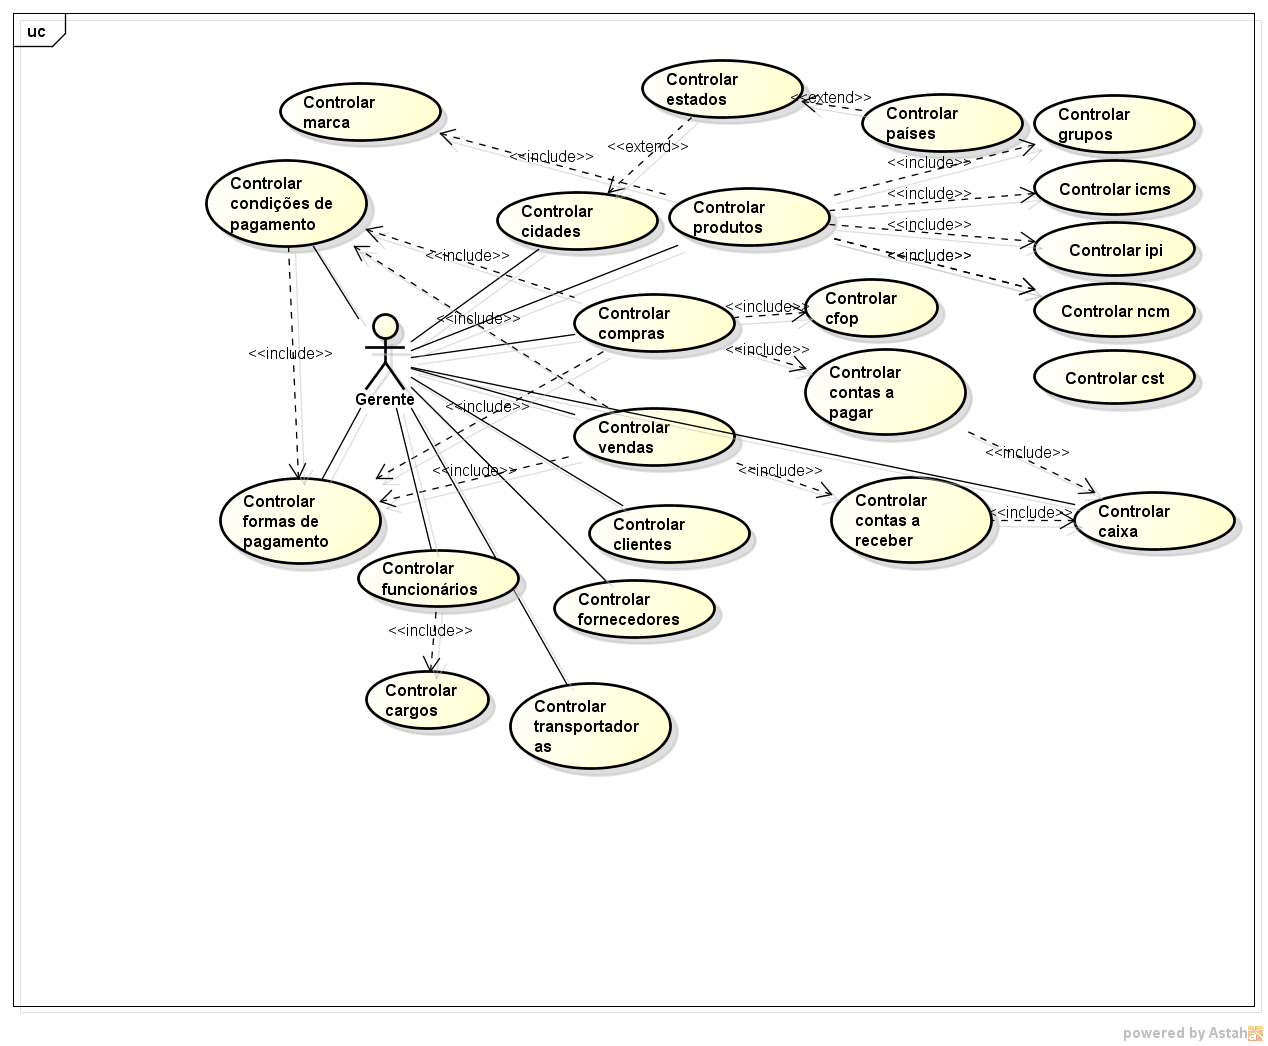 uc
Controlar
estados
Controlar
marca
<<extend>>
Controlar
países
Controlar
grupos
<<extend>>
<<include>>
<<include>>
Controlar
condições de
pagamento
Controlar
cidades
Controlar
produtos
<<include>>
Controlar icms
<<include>>
<<include>>
<<include>>
Controlar ipi
Controlar
compras
<<include>>
Controlar
cfop
Controlar ncm
<<include>>
<<include>>
<<include>>
Controlar
contas a
pagar
Controlar cst
Gerente
<<include>>
Controlar
vendas
<<include>>
<<include>>
<<include>>
Controlar
formas de
pagamento
Controlar
contas a
receber
<<include>>
Controlar
caixa
Controlar
clientes
Controlar
funcionários
Controlar
fornecedores
<<include>>
Controlar
cargos
Controlar
transportador
as
powered by Astah